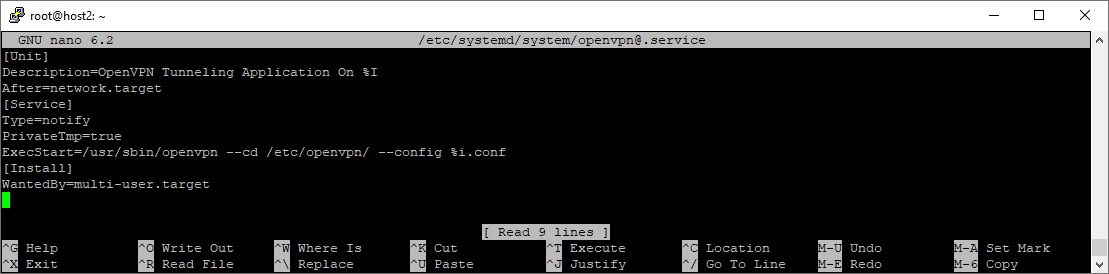 root@host2: ~
GNU nano 6.2 /etc/systemd/system/openvpn@.service
[Unit]
Description=OpenVPN Tunneling Application On %I
After=network.target
[Service]
Type=notify
PrivateTmp=true
ExecStart=/usr/sbin/openvpn --cd /etc/openvpn/ --config %i.conf
[Install]
WantedBy=multi-user.target
[ Read 9 lines ]
^G Help ^O Write Out ^W Where Is ^K Cut ^T Execute ^C Location M-U Undo M-A Set Mark
^X Exit ^R Read File ^\ Replace ^U Paste ^J Justify ^/ Go To Line M-E Redo M-6 Copy